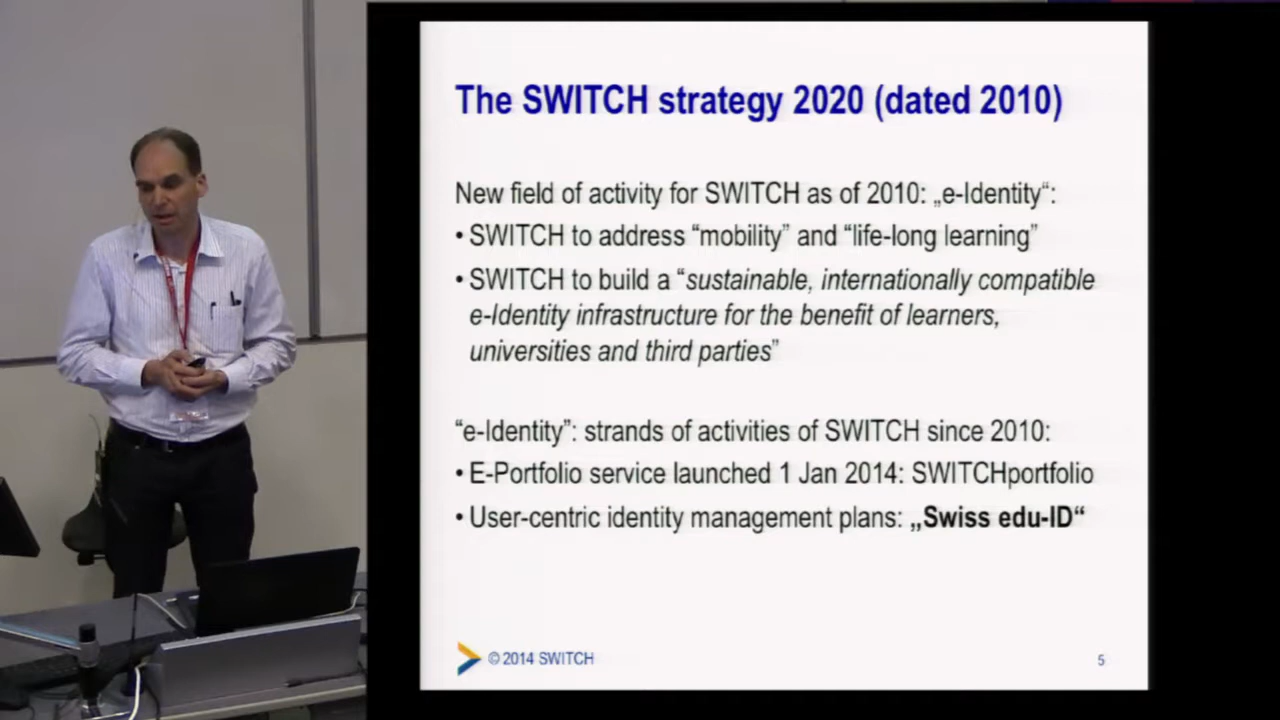 The SWITCH strategy 2020 (dated 2010)
New field of activity for SWITCH as of 2010: „e-Identity“:
• SWITCH to address “mobility” and “life-long learning”
• SWITCH to build a “sustainable, internationally compatible
e-Identity infrastructure for the benefit of learners,
universities and third parties”
“e-Identity”: strands of activities of SWITCH since 2010:
• E-Portfolio service launched 1 Jan 2014: SWITCHportfolio
• User-centric identity management plans: „Swiss edu-ID“
© 2014 SWITCH
5